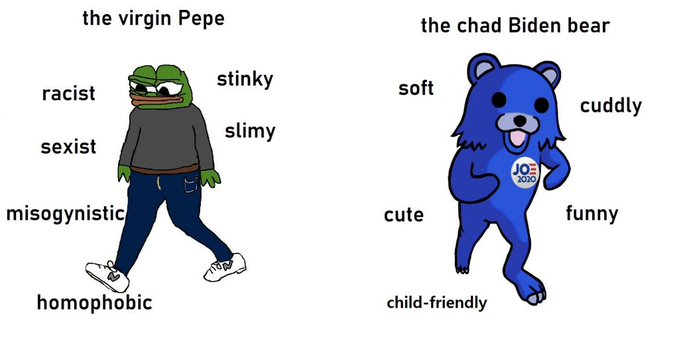 the virgin Pepe
racist
stinky
sexist
slimy
misogynistic
homophobic
the chad Biden bear
soft
cuddly
JOE
2020
cute
funny
child-friendly